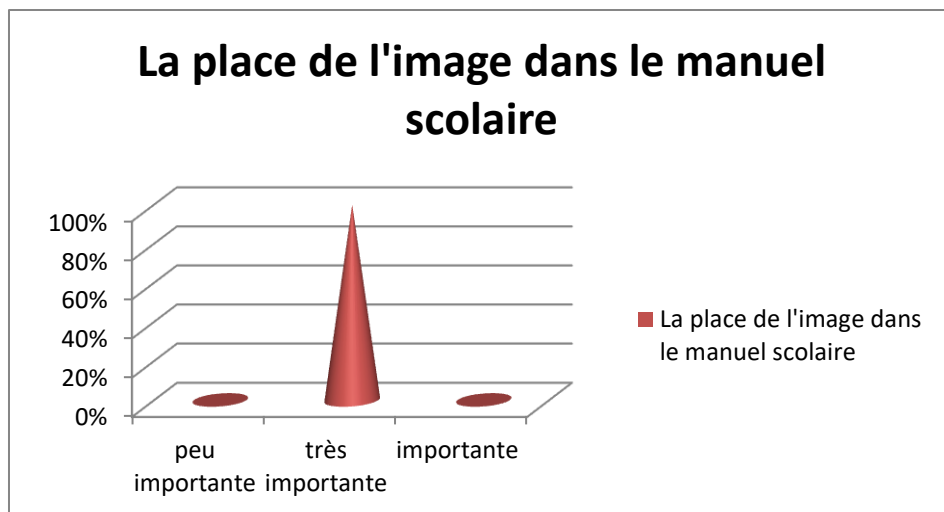 La place de l'image dans le manuel
scolaire
100%
80%
60%
40%
20%
0%
peu
importante
très
importante
importante
La place de l'image dans
le manuel scolaire